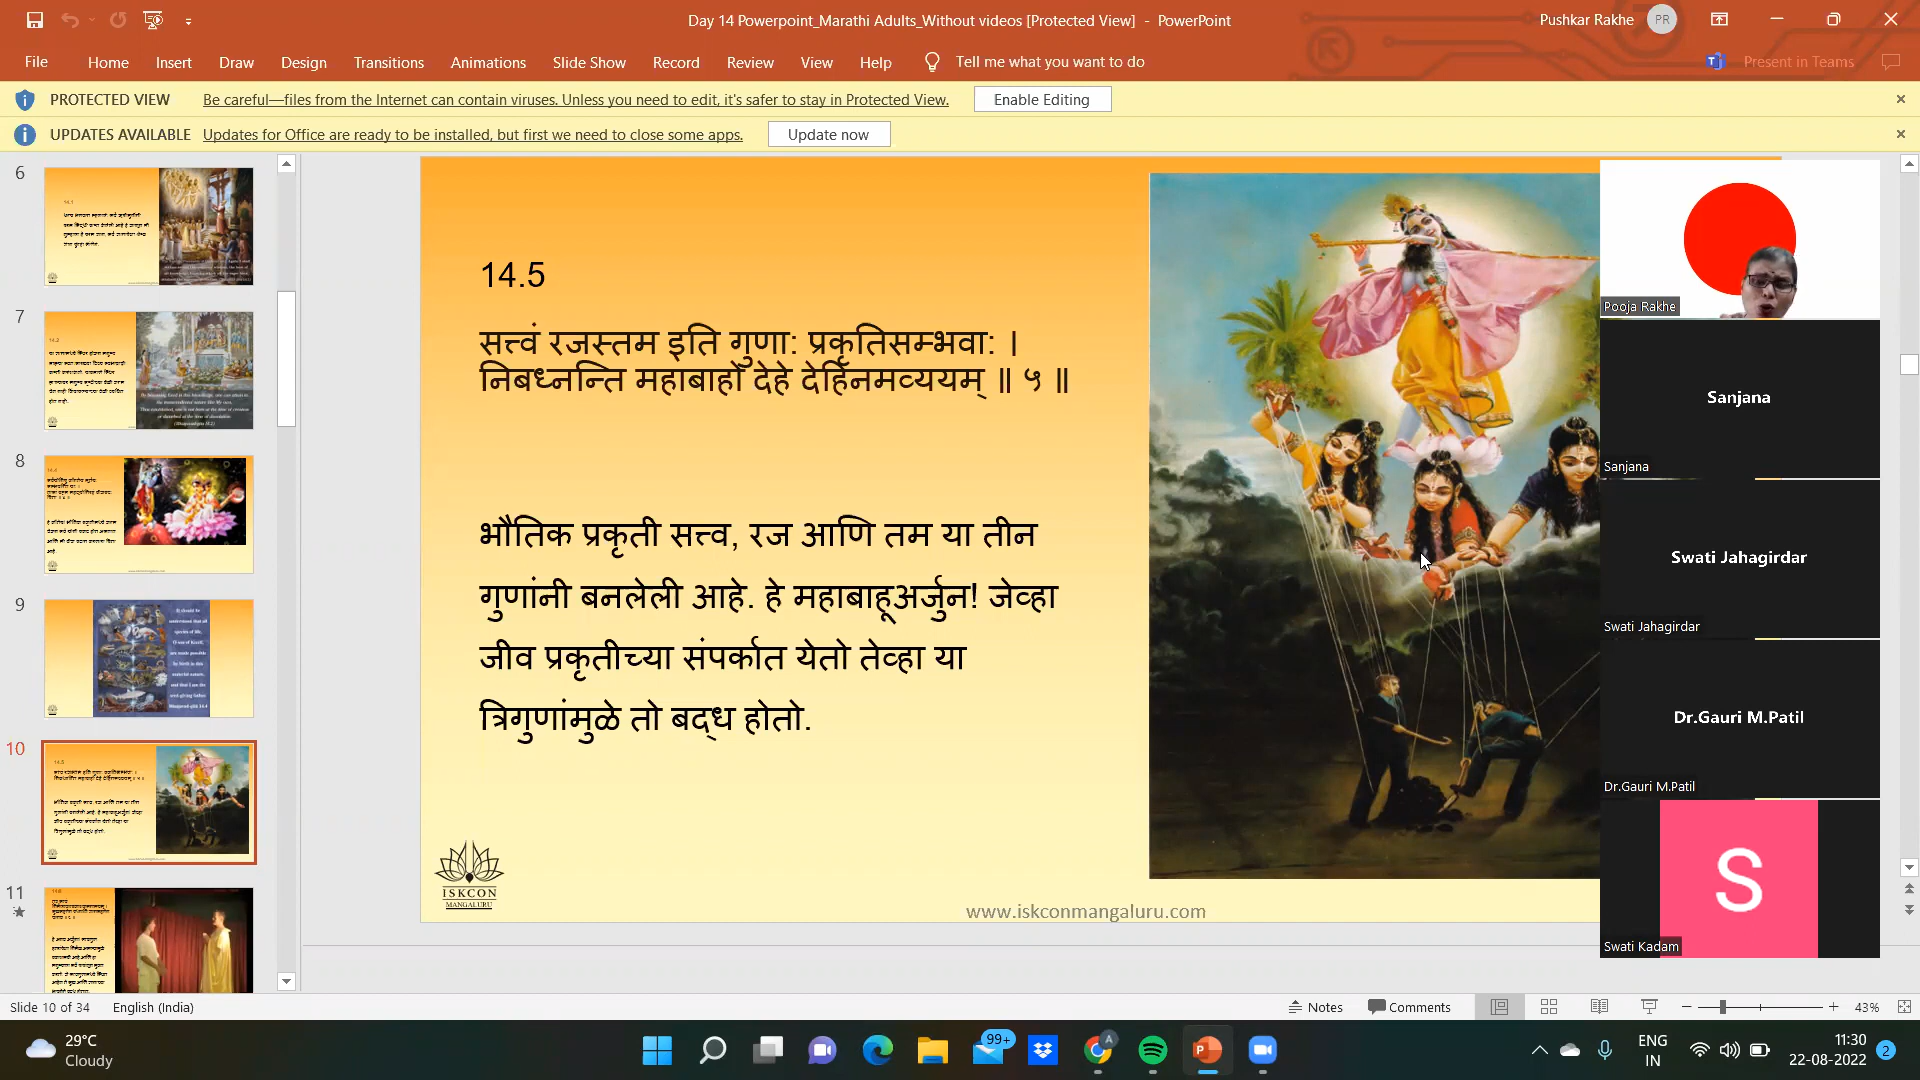 Day 14 Powerpoint_Marathi Adults_Without videos [Protected View] - PowerPoint
Pushkar Rakhe
PR
File
Home
Insert
Draw
Design
Transitions
Animations
Slide Show
Record
Review
View
Help
Tell me what you want to do
Present in Teams
PROTECTED VIEW
Be careful—files from the Internet can contain viruses. Unless you need to edit, it's safer to stay in Protected View.
Enable Editing
UPDATES AVAILABLE
Updates for Office are ready to be installed, but first we need to close some apps.
Update now
6
7
8
9
10
11
14.5
सत्त्वं रजस्तम इति गुणा: प्रकृतिसम्भवा: ।
निबध्नन्ति महाबाहो देहे देहिनमव्ययम् ॥ ५ ॥
भौतिक प्रकृती सत्त्व, रज आणि तम या तीन
गुणांनी बनलेली आहे. हे महाबाहूअर्जुन! जेव्हा
जीव प्रकृतीच्या संपर्कात येतो तेव्हा या
त्रिगुणांमुळे तो बद्ध होतो.
ISKCON
MANGALURU
www.iskconmangaluru.com
Pooja Rakhe
Sanjana
Sanjana
Swati Jahagirdar
Swati Jahagirdar
Dr.Gauri M.Patil
Dr.Gauri M.Patil
S
Swati Kadam
Slide 10 of 34
English (India)
Notes
Comments
43%
29°C
Cloudy
99+
A
ENG
IN
11:30
22-08-2022
2